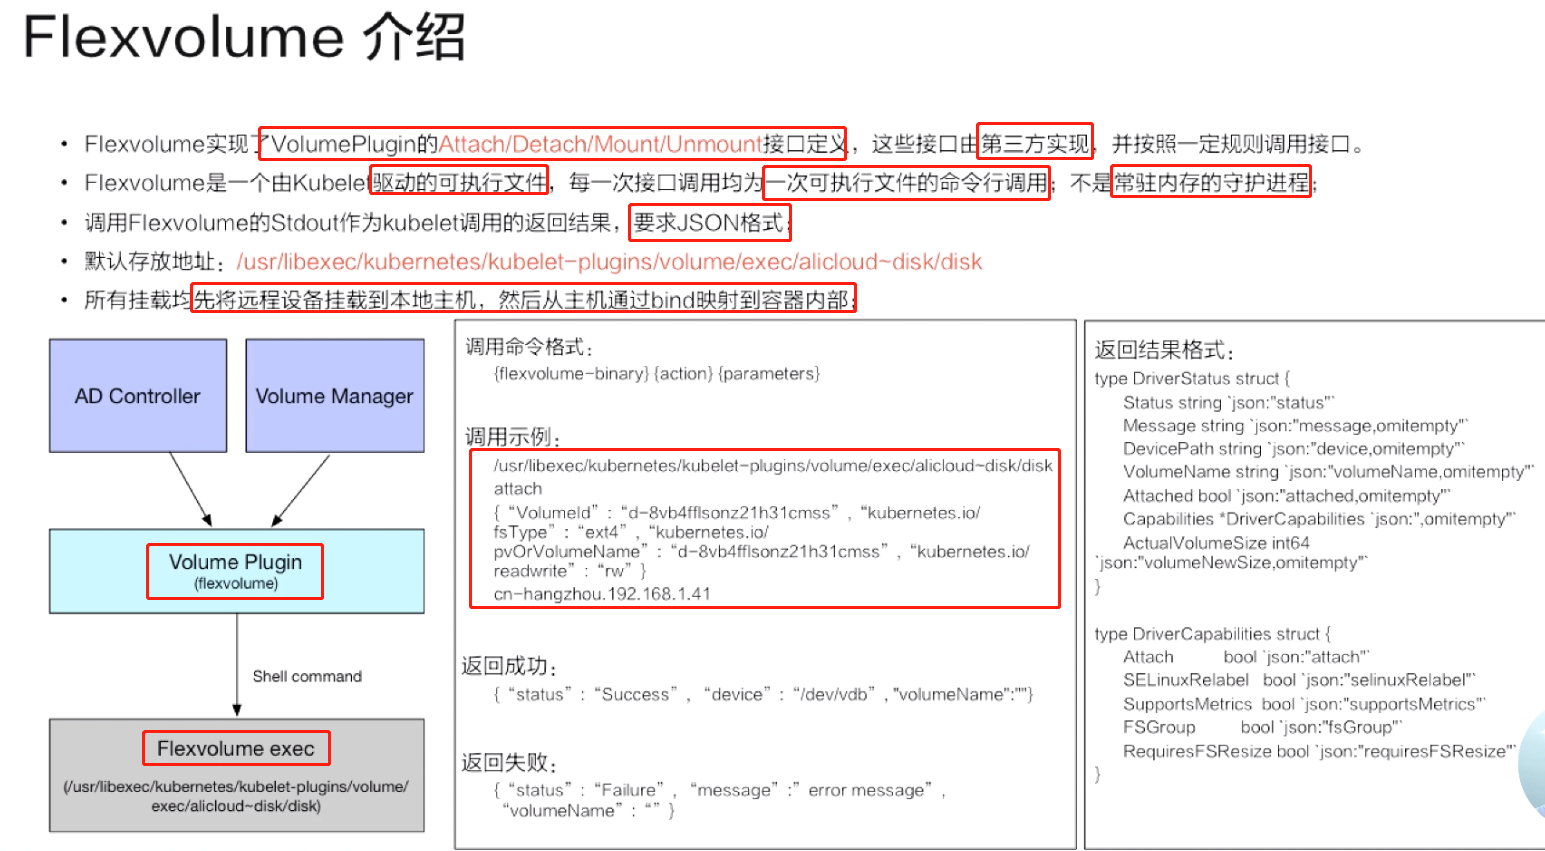 Flexvolume 介绍
• Flexvolume实现了VolumePlugin的Attach/Detach/Mount/Unmount接口定义，这些接口由第三方实现，并按照一定规则调用接口。
• Flexvolume是一个由Kubelet驱动的可执行文件，每一次接口调用均为一次可执行文件的命令行调用；不是常驻内存的守护进程；
• 调用Flexvolume的Stdout作为kubelet调用的返回结果，要求JSON格式；
• 默认存放地址：/usr/libexec/kubernetes/kubelet-plugins/volume/exec/alicloud~disk/disk
• 所有挂载均先将远程设备挂载到本地主机，然后从主机通过bind映射到容器内部；
AD Controller
Volume Manager
Volume Plugin
(flexvolume)
Shell command
Flexvolume exec
(/usr/libexec/kubernetes/kubelet-plugins/volume/
exec/alicloud~disk/disk)
调用命令格式：
{flexvolume-binary} {action} {parameters}
调用示例：
/usr/libexec/kubernetes/kubelet-plugins/volume/exec/alicloud~disk/disk
attach
{ “VolumeId” : “d-8vb4fflsonz21h31cmss” , “kubernetes.io/
fsType” : “ext4” , “kubernetes.io/
pvOrVolumeName” : “d-8vb4fflsonz21h31cmss” , “kubernetes.io/
readwrite” : “rw” }
cn-hangzhou.192.168.1.41
返回成功：
{ “status” : “Success” , “device” : “/dev/vdb” ,"volumeName":""}
返回失败：
{ “status” : “Failure” , “message” :” error message” ,
“volumeName” : “” }
返回结果格式：
type DriverStatus struct {
Status string `json:"status"`
Message string `json:"message,omitempty"`
DevicePath string `json:"device,omitempty"`
VolumeName string `json:"volumeName,omitempty"`
Attached bool `json:"attached,omitempty"`
Capabilities *DriverCapabilities `json:",omitempty"`
ActualVolumeSize int64
`json:"volumeNewSize,omitempty"`
}
type DriverCapabilities struct {
Attach bool `json:"attach"`
SELinuxRelabel bool `json:"selinuxRelabel"`
SupportsMetrics bool `json:"supportsMetrics"`
FSGroup bool `json:"fsGroup"`
RequiresFSResize bool `json:"requiresFSResize"`
}